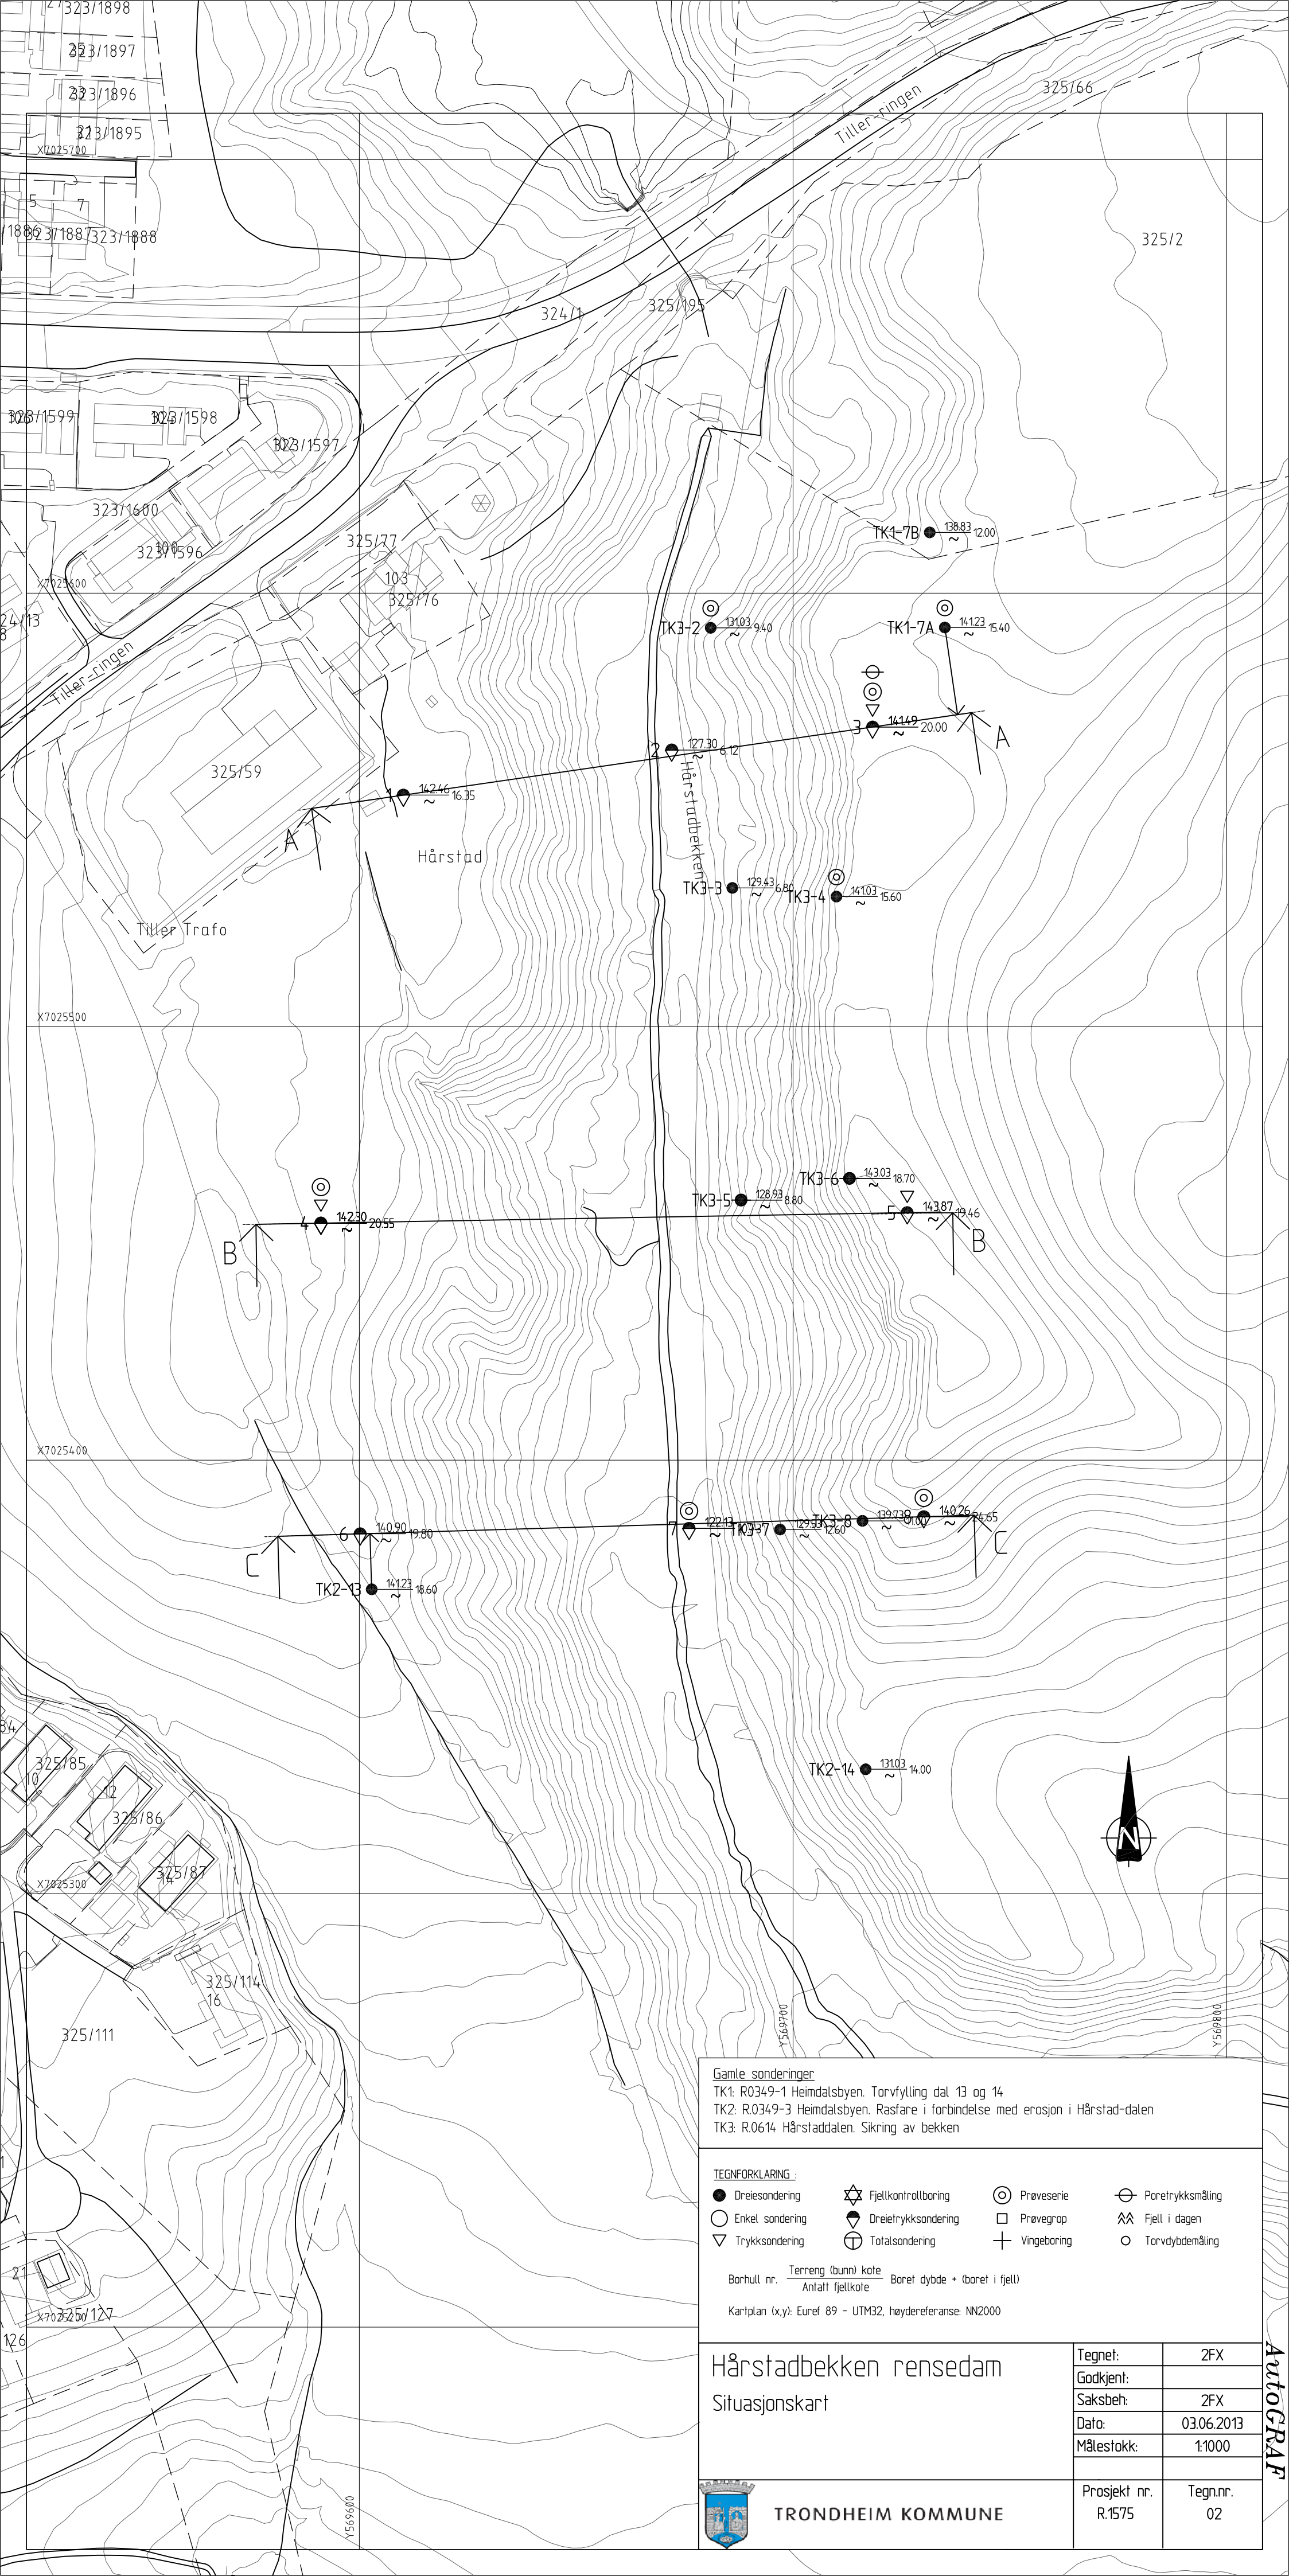 323/1898
323/1897
25
323/1896
23
323/1895
21
X7025700
5
7
323/1887
323/1888
Tiller-ringen
325/66
325/2
324/1
325/195
323/1599
106
323/1598
104
323/1597
102
323/1600
323/1596
100
325/77
103
325/76
X7025600
Tiller-ringen
TK1-7B 138.83 ~ 12.00
TK3-2 131.03 ~ 9.40
TK1-7A 141.23 ~ 15.40
3 141.49 ~ 20.00
A
2 127.30 ~ 6.12
325/59
1 142.46 ~ 16.35
A
Hårstadbekken
Hårstad
TK3-3 129.43 ~ 6.80
TK3-4 141.03 ~ 15.60
Tiller Trafo
X7025500
TK3-6 143.03 ~ 18.70
TK3-5 128.93 ~ 8.80
5 143.87 ~ 19.46
4 142.30 ~ 20.55
B
B
X7025400
6 140.90 ~ 19.80
7 122.13 ~
TK3-7 ~ 12.60
TK3-8 139.73 ~
8 140.26 ~ 24.65
C
C
TK2-13 141.23 ~ 18.60
84
325/85
10
12
325/86
325/87
14
TK2-14 131.03 ~ 14.00
N
X7025300
325/114
16
325/111
Y569700
Y569800
21
325/127
X7025200
126
Y569600
Gamle sonderinger
TK1: R0349-1 Heimdalsbyen. Torvfylling dal 13 og 14
TK2: R.0349-3 Heimdalsbyen. Rasfare i forbindelse med erosjon i Hårstad-dalen
TK3: R.0614 Hårstaddalen. Sikring av bekken
TEGNFORKLARING :
Dreiesondering Fjellkontrollboring Prøveserie Poretrykksmåling
Enkel sondering Dreietrykksondering Prøvegrop Fjell i dagen
Trykksondering Totalsondering Vingeboring Torvdybdemåling
Terreng (bunn) kote
Borhull nr. Boret dybde + (boret i fjell)
Antatt fjellkote
Kartplan (x,y): Euref 89 - UTM32, høydereferanse: NN2000
Hårstadbekken rensedam
Situasjonskart
Tegnet: 2FX
Godkjent:
Saksbeh: 2FX
Dato: 03.06.2013
Målestokk: 1:1000
Prosjekt nr. Tegn.nr.
R.1575 02
TRONDHEIM KOMMUNE
AutoGRAF